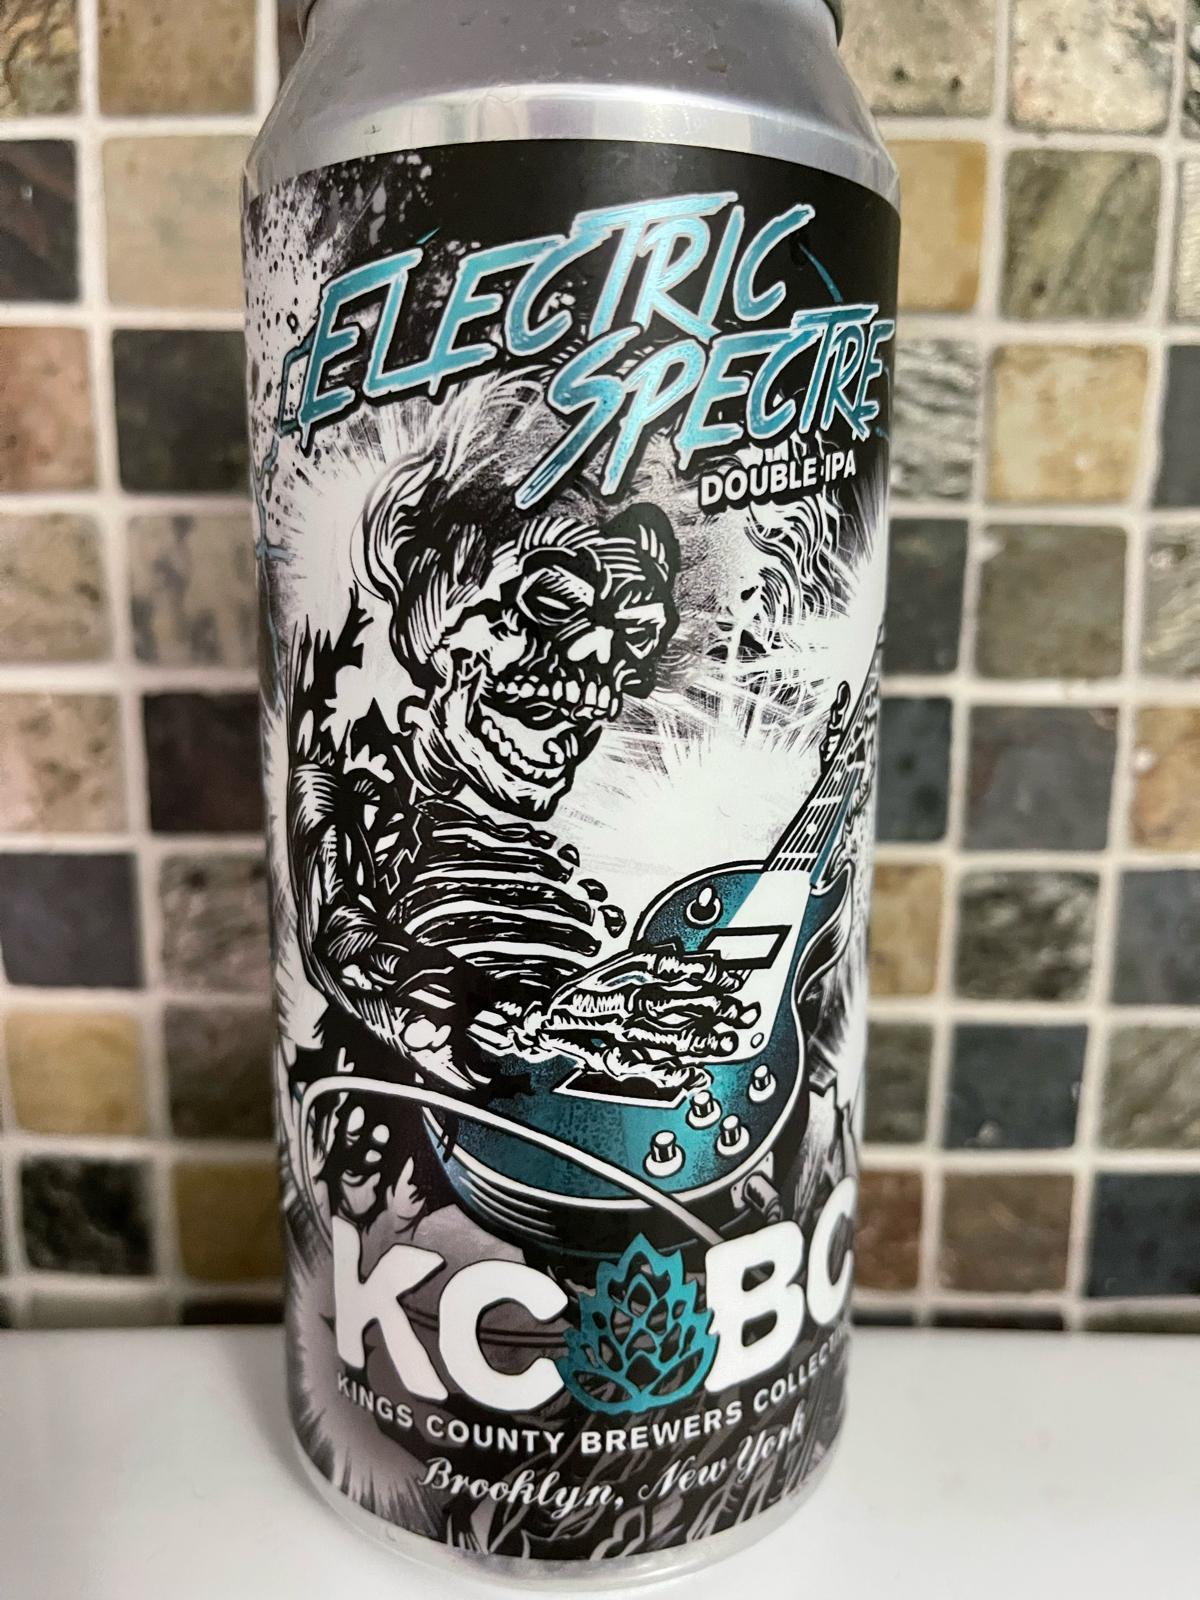 ELECTRIC
SPECTRE
DOUBLE IPA
KC BC
KINGS COUNTY BREWERS
Brooklyn, New York